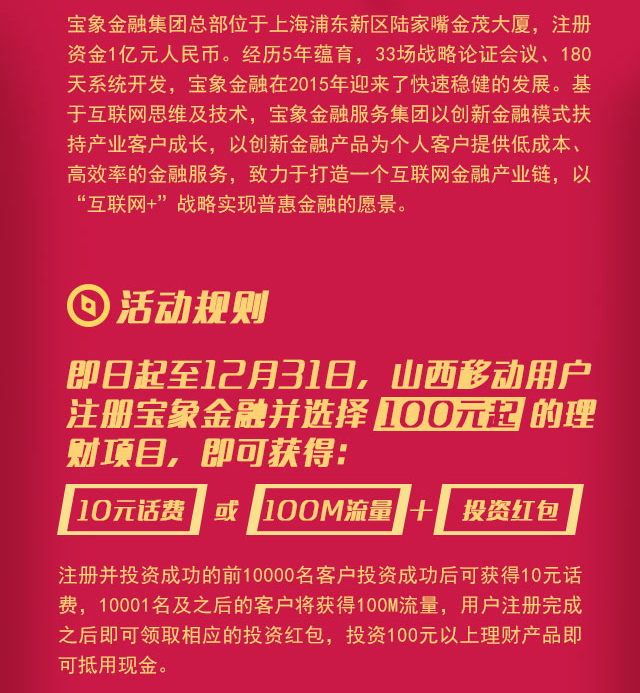 宝象金融集团总部位于上海浦东新区陆家嘴金茂大厦，注册
资金1亿元人民币。经历5年蕴育，33场战略论证会议、180
天系统开发，宝象金融在2015年迎来了快速稳健的发展。基
于互联网思维及技术，宝象金融服务集团以创新金融模式扶
持产业客户成长，以创新金融产品为个人客户提供低成本、
高效率的金融服务，致力于打造一个互联网金融产业链，以
“互联网+”战略实现普惠金融的愿景。
活动规则
即日起至12月31日，山西移动用户
注册宝象金融并选择 100元起 的理
财项目，即可获得：
10元话费 或 100M流量 + 投资红包
注册并投资成功的前10000名客户投资成功后可获得10元话
费，10001名及之后的客户将获得100M流量，用户注册完成
之后即可领取相应的投资红包，投资100元以上理财产品即
可抵用现金。